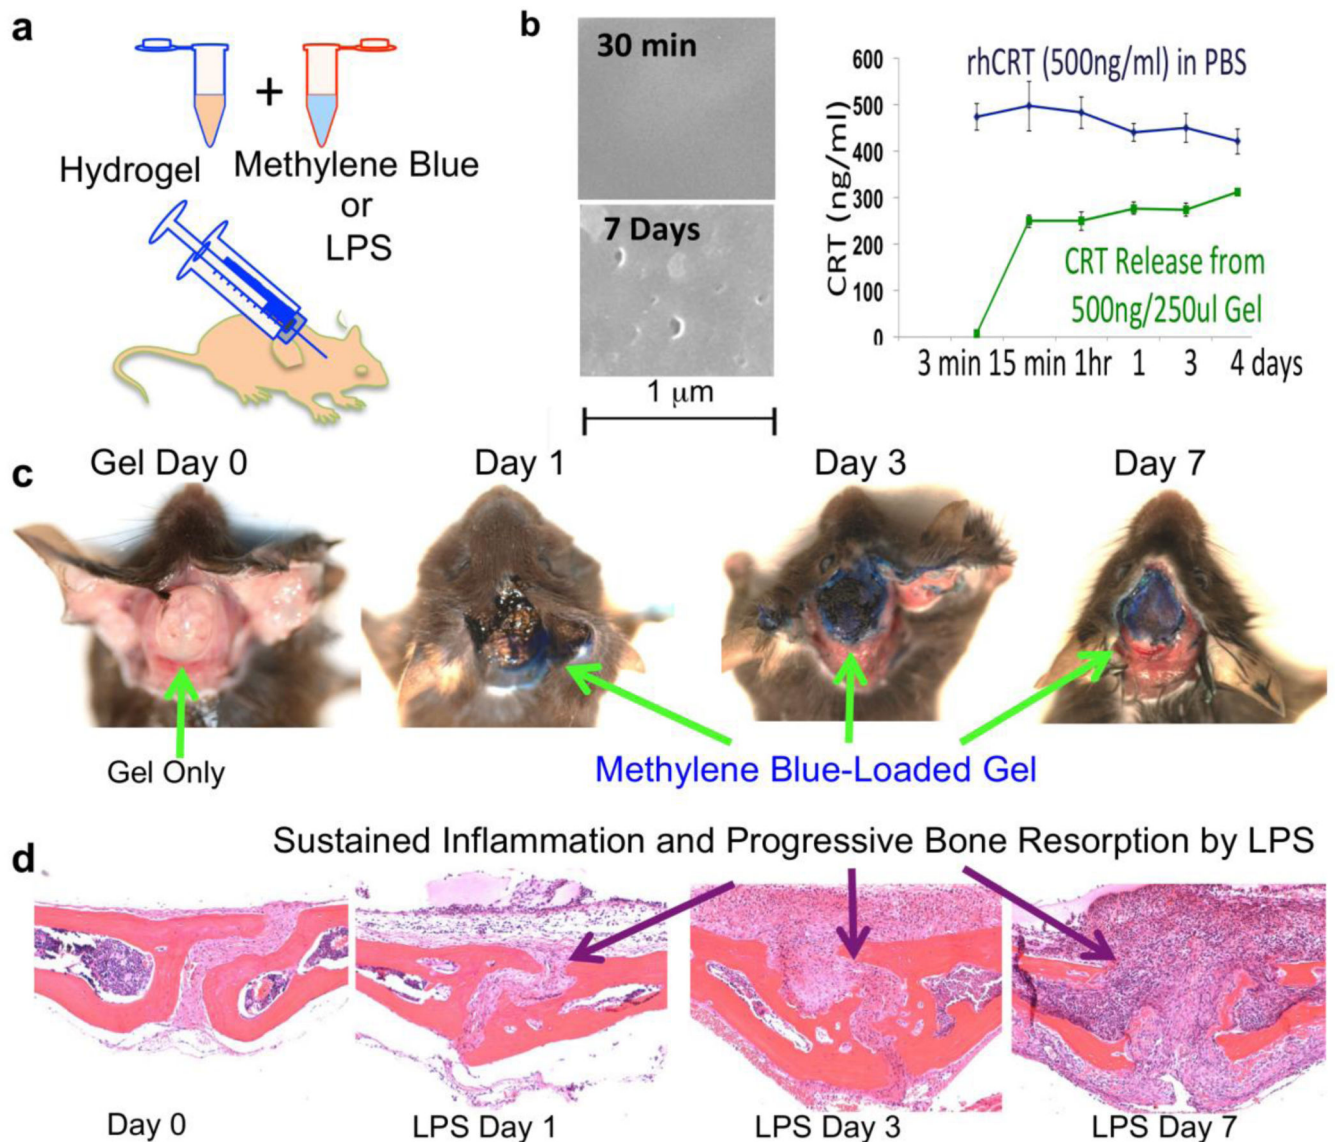 a
+
Hydrogel
Methylene Blue
or
LPS
b
30 min
7 Days
1 μm
CRT (ng/ml)
600
500
400
300
200
100
0
rhCRT (500ng/ml) in PBS
CRT Release from
500ng/250ul Gel
3 min 15 min 1hr 1 3 4 days
c
Gel Day 0
Day 1
Day 3
Day 7
Gel Only
Methylene Blue-Loaded Gel
d
Sustained Inflammation and Progressive Bone Resorption by LPS
Day 0
LPS Day 1
LPS Day 3
LPS Day 7